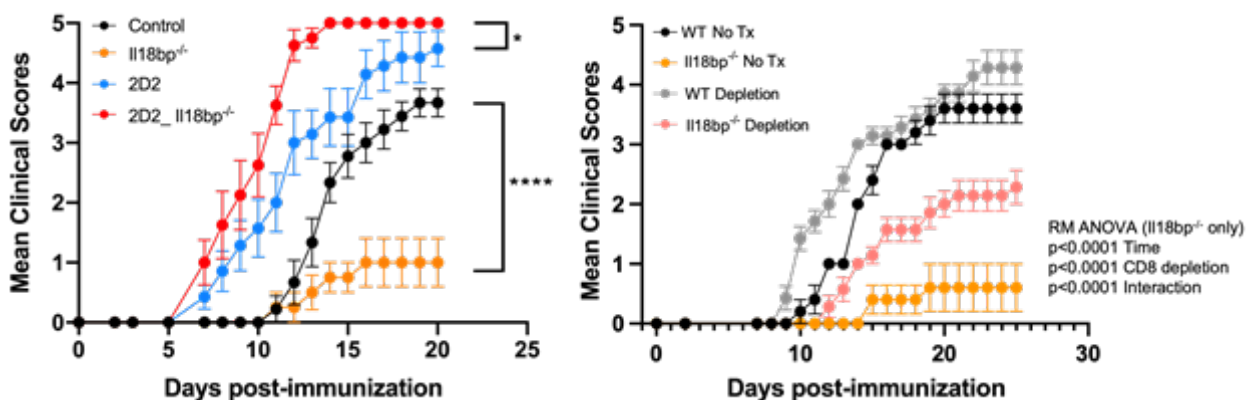 Mean Clinical Scores
5
4
3
2
1
0
Control
Il18bp-/-
2D2
2D2_ Il18bp-/-
*
****
0
5
10
15
20
25
Days post-immunization
Mean Clinical Scores
5
4
3
2
1
0
WT No Tx
Il18bp-/- No Tx
WT Depletion
Il18bp-/- Depletion
RM ANOVA (Il18bp-/- only)
p<0.0001 Time
p<0.0001 CD8 depletion
p<0.0001 Interaction
0
10
20
30
Days post-immunization